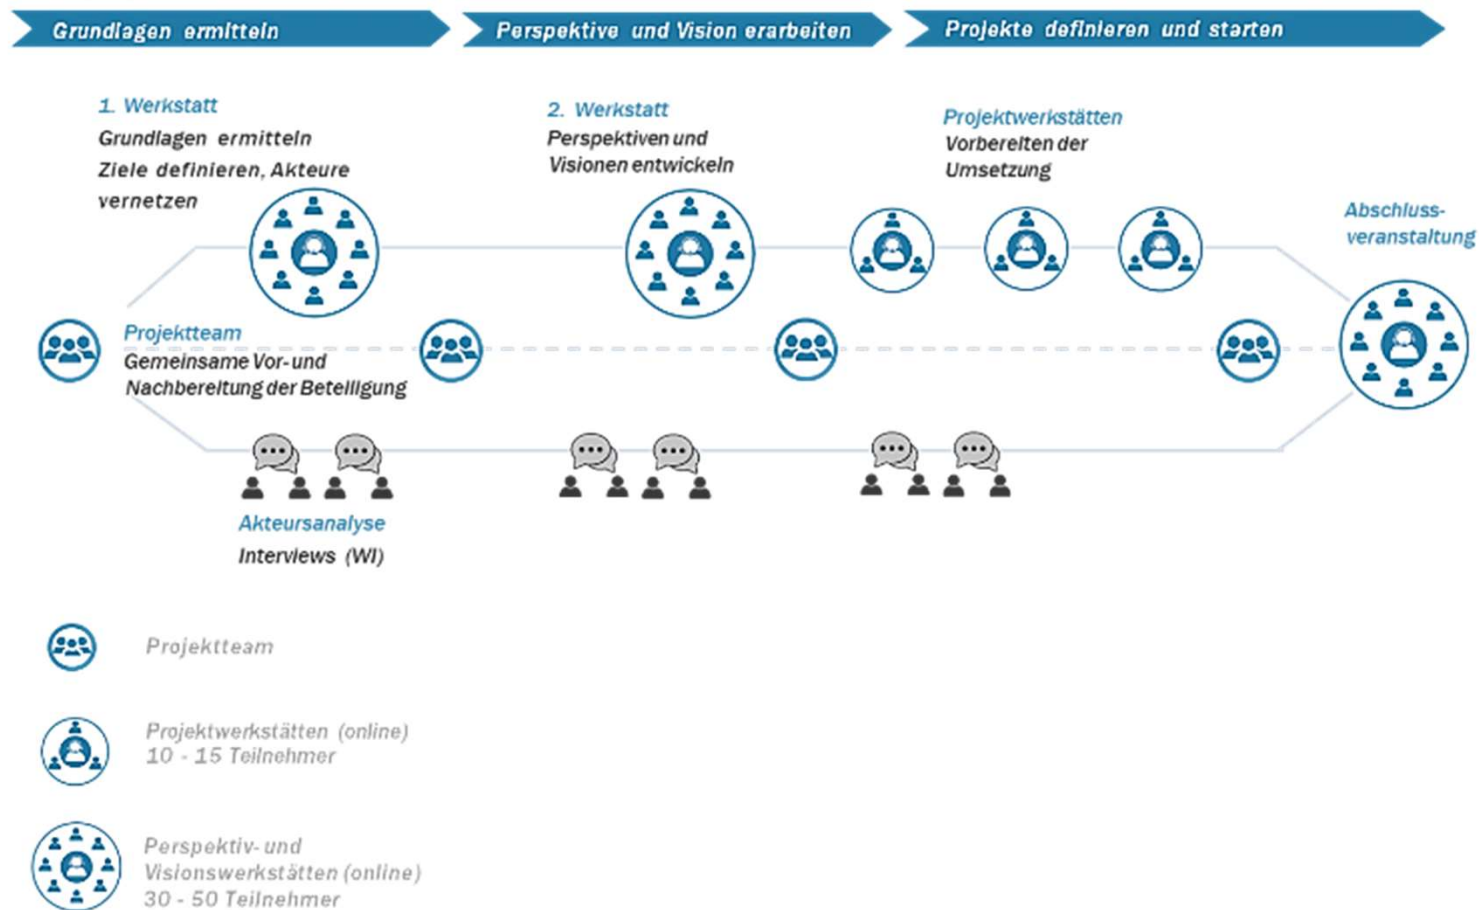 Grundlagen ermitteln
Perspektive und Vision erarbeiten
Projekte definieren und starten
1. Werkstatt
Grundlagen ermitteln
Ziele definieren, Akteure
vernetzen
2. Werkstatt
Perspektiven und
Visionen entwickeln
Projektwerkstätten
Vorbereiten der
Umsetzung
Abschluss-
veranstaltung
Projektteam
Gemeinsame Vor- und
Nachbereitung der Beteiligung
Akteursanalyse
Interviews (WI)
Projektteam
Projektwerkstätten (online)
10 - 15 Teilnehmer
Perspektiv- und
Visionswerkstätten (online)
30 - 50 Teilnehmer